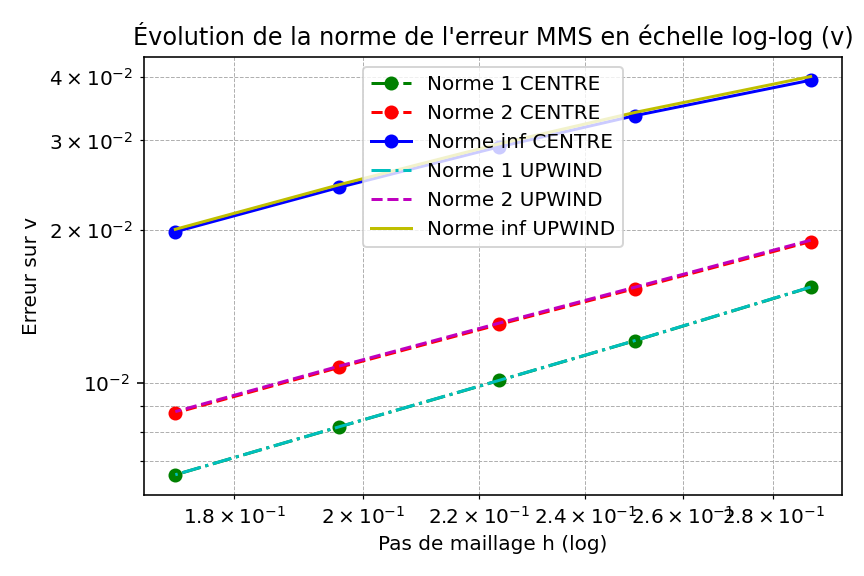 Évolution de la norme de l'erreur MMS en échelle log-log (v)
4 × 10⁻²
3 × 10⁻²
2 × 10⁻²
10⁻²
Erreur sur v
Norme 1 CENTRE
Norme 2 CENTRE
Norme inf CENTRE
Norme 1 UPWIND
Norme 2 UPWIND
Norme inf UPWIND
1.8 × 10⁻¹ 2 × 10⁻¹ 2.2 × 10⁻¹ 2.4 × 10⁻¹ 2.6 × 10⁻¹ 2.8 × 10⁻¹
Pas de maillage h (log)